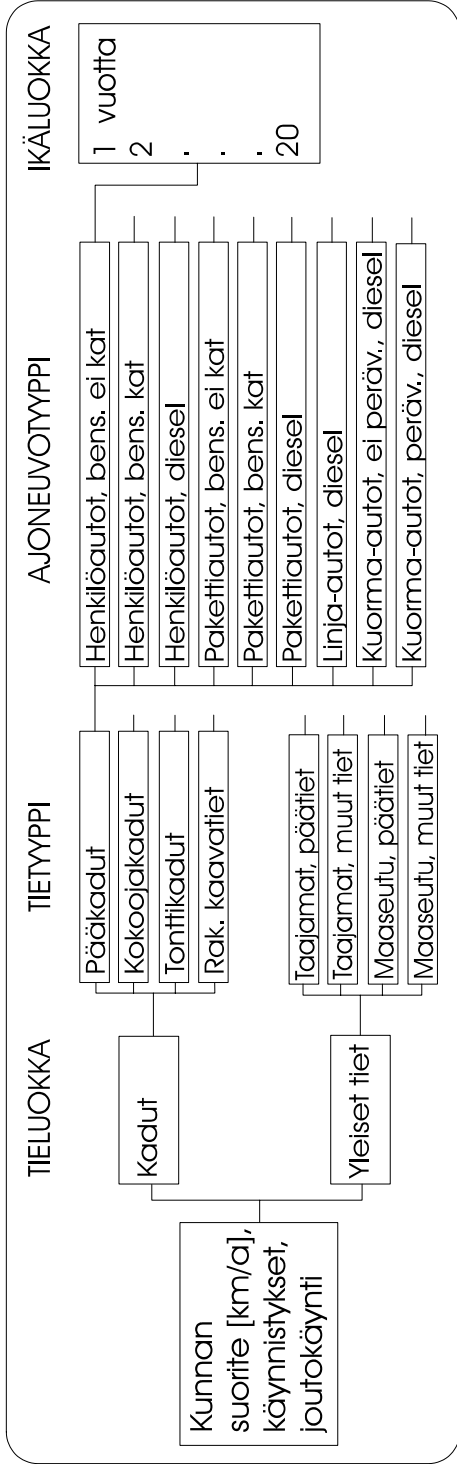 TIELUOKKA
TIETYYPPI
AJONEUVOTYYPPI
IKÄLUOKKA
Kunnan
suorite [km/a],
käynnistykset,
joutokäynti
Kadut
Yleiset tiet
Pääkadut
Kokoojakadut
Tonttikadut
Rak. kaavatiet
Taajamat, päätiet
Taajamat, muut tiet
Maaseutu, päätiet
Maaseutu, muut tiet
Henkilöautot, bens. ei kat
Henkilöautot, bens. kat
Henkilöautot, diesel
Pakettiautot, bens. ei kat
Pakettiautot, bens. kat
Pakettiautot, diesel
Linja-autot, diesel
Kuorma-autot, ei peräv., diesel
Kuorma-autot, peräv., diesel
1 vuotta
2
.
.
.
20